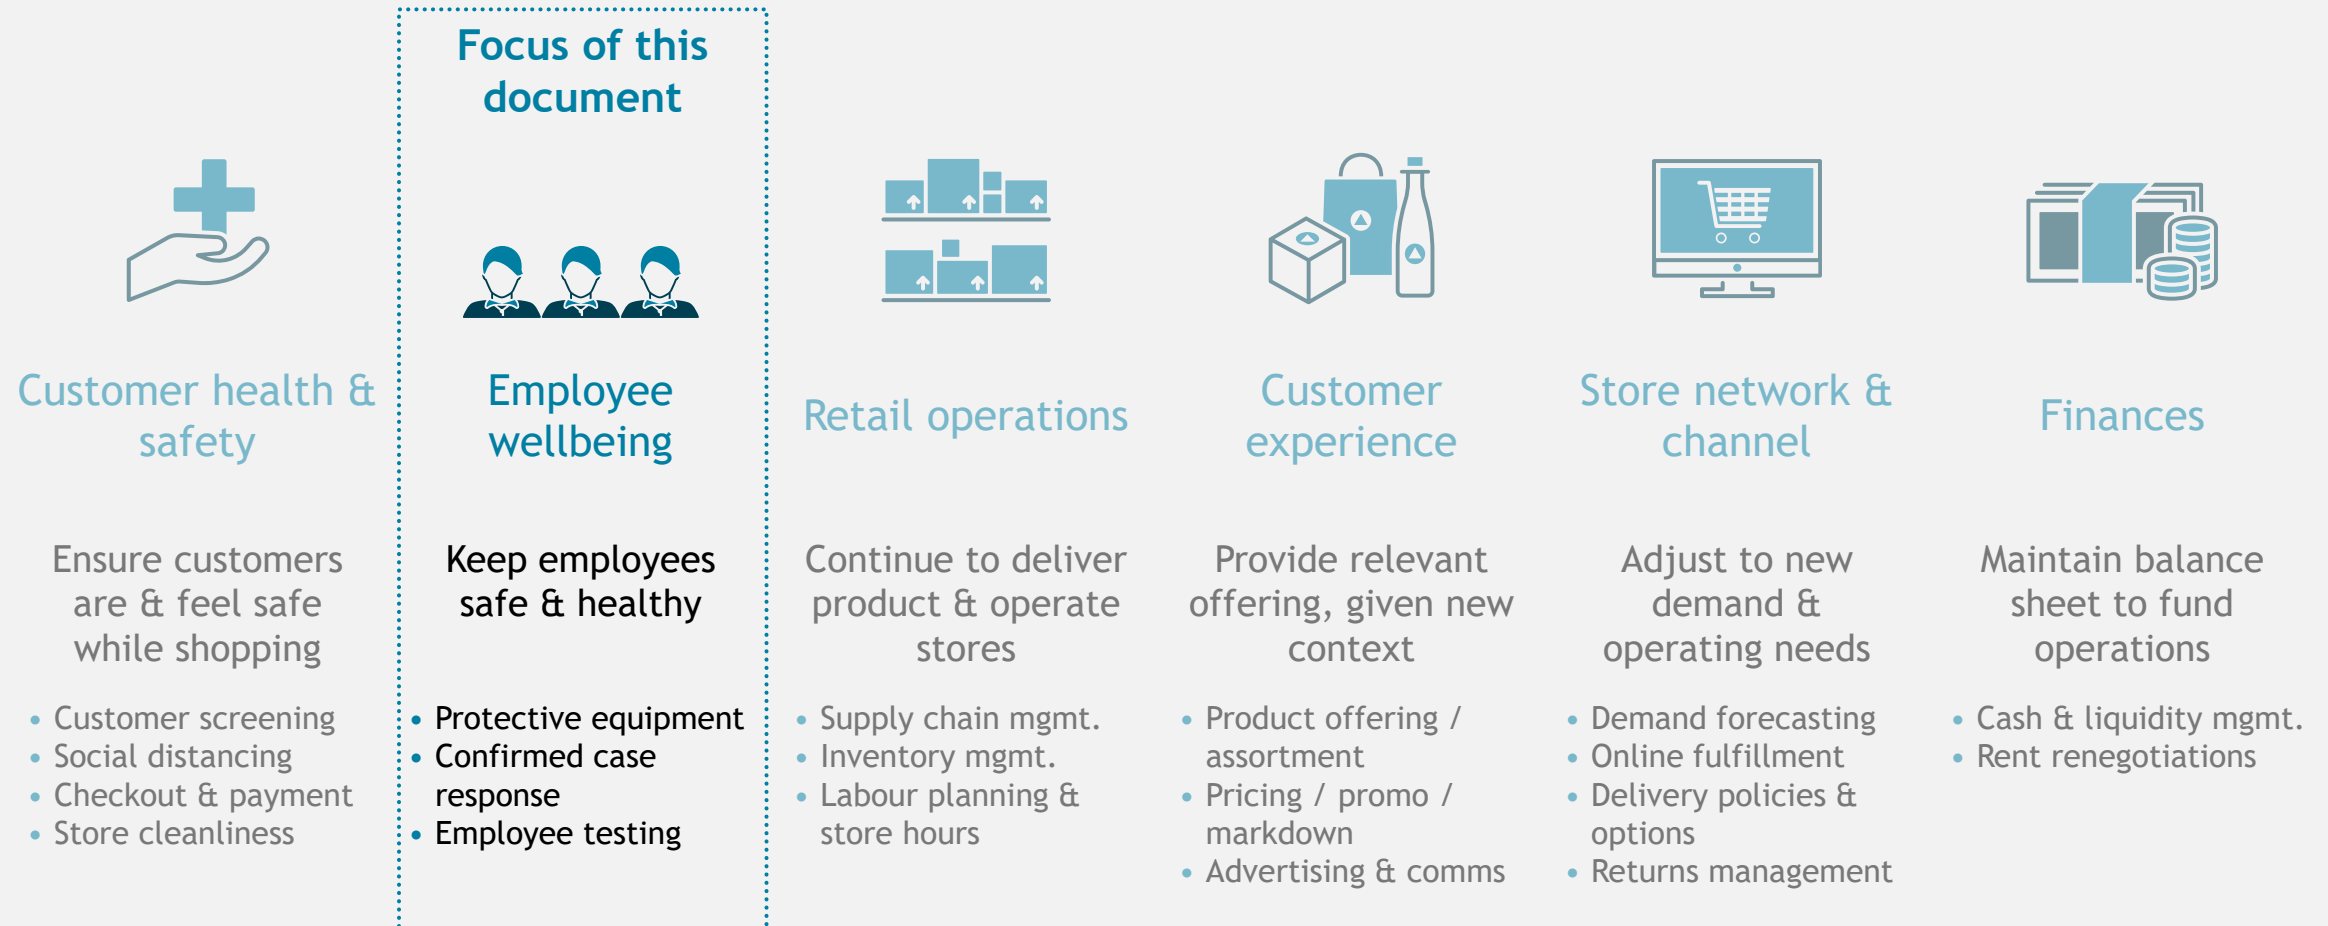 Focus of this
document
Customer health &
safety
Ensure customers
are & feel safe
while shopping
• Customer screening
• Social distancing
• Checkout & payment
• Store cleanliness
Employee
wellbeing
Keep employees
safe & healthy
• Protective equipment
• Confirmed case
response
• Employee testing
Retail operations
Continue to deliver
product & operate
stores
• Supply chain mgmt.
• Inventory mgmt.
• Labour planning &
store hours
Customer
experience
Provide relevant
offering, given new
context
• Product offering /
assortment
• Pricing / promo /
markdown
• Advertising & comms
Store network &
channel
Adjust to new
demand &
operating needs
• Demand forecasting
• Online fulfillment
• Delivery policies &
options
• Returns management
Finances
Maintain balance
sheet to fund
operations
• Cash & liquidity mgmt.
• Rent renegotiations